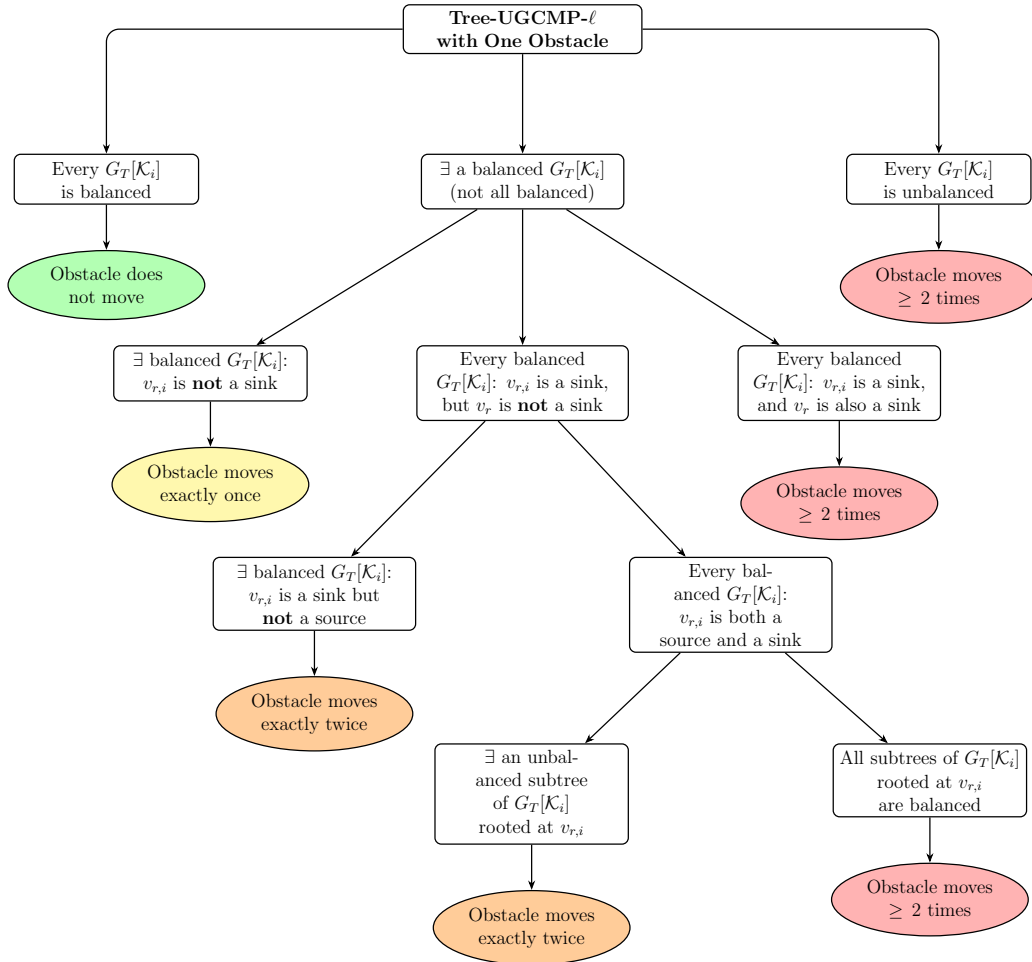 Tree-UGCMP-ℓ
with One Obstacle
Every G_T[𝒦_i]
is balanced
∃ a balanced G_T[𝒦_i]
(not all balanced)
Every G_T[𝒦_i]
is unbalanced
Obstacle does
not move
Obstacle moves
≥ 2 times
∃ balanced G_T[𝒦_i]:
v_{r,i} is not a sink
Every balanced
G_T[𝒦_i]: v_{r,i} is a sink,
but v_r is not a sink
Every balanced
G_T[𝒦_i]: v_{r,i} is a sink,
and v_r is also a sink
Obstacle moves
exactly once
Obstacle moves
≥ 2 times
∃ balanced G_T[𝒦_i]:
v_{r,i} is a sink but
not a source
Every bal-
anced G_T[𝒦_i]:
v_{r,i} is both a
source and a sink
Obstacle moves
exactly twice
∃ an unbal-
anced subtree
of G_T[𝒦_i]
rooted at v_{r,i}
All subtrees of G_T[𝒦_i]
rooted at v_{r,i}
are balanced
Obstacle moves
exactly twice
Obstacle moves
≥ 2 times